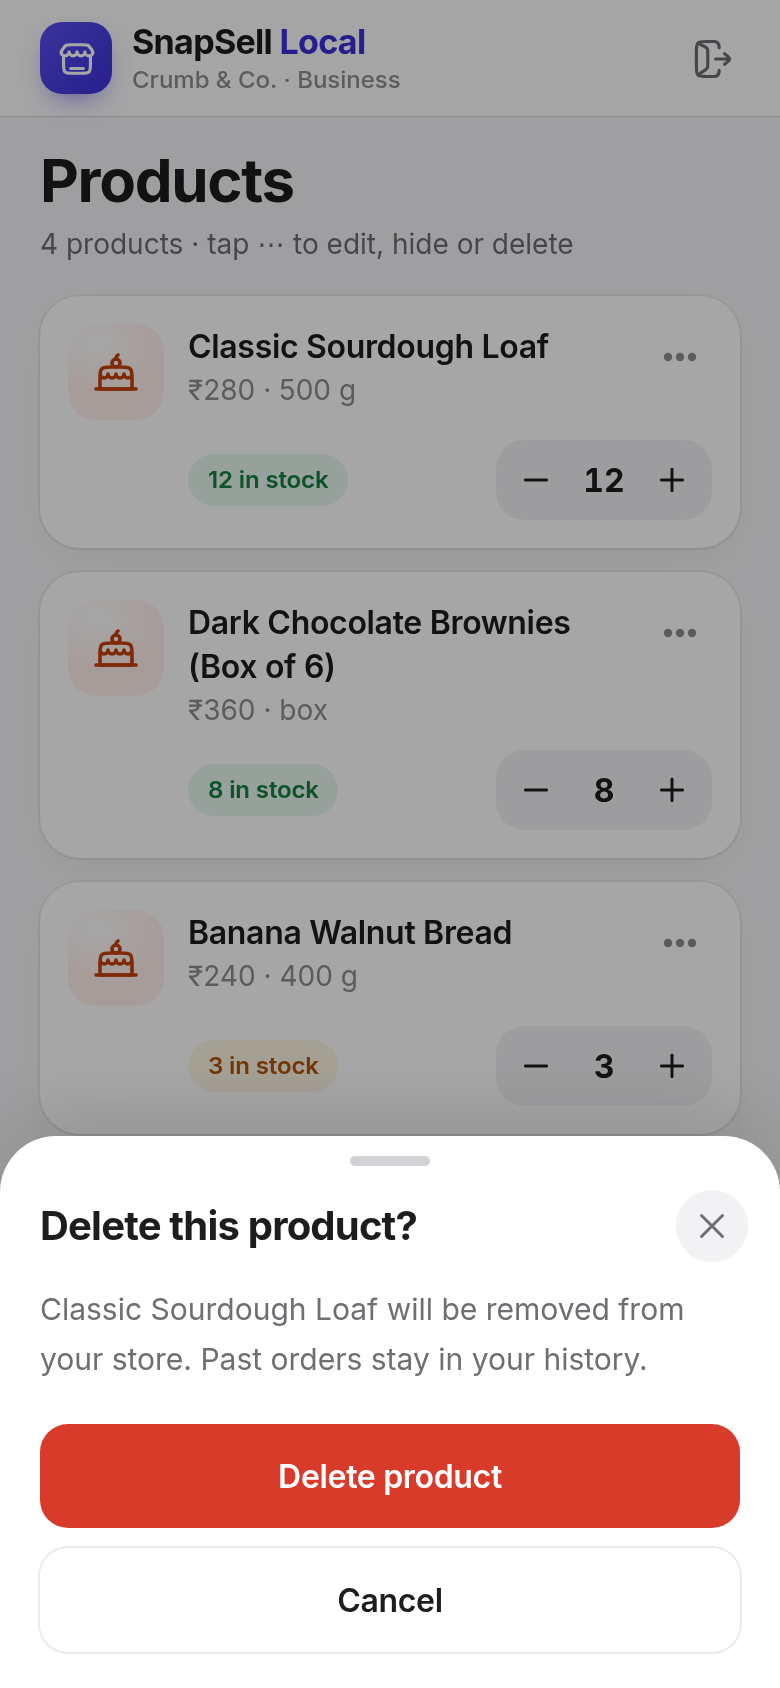 SnapSell Local
Crumb & Co. · Business
Products
4 products · tap ··· to edit, hide or delete
Classic Sourdough Loaf
₹280 · 500 g
12 in stock
12
Dark Chocolate Brownies
(Box of 6)
₹360 · box
8 in stock
8
Banana Walnut Bread
₹240 · 400 g
3 in stock
3
Delete this product?
Classic Sourdough Loaf will be removed from
your store. Past orders stay in your history.
Delete product
Cancel